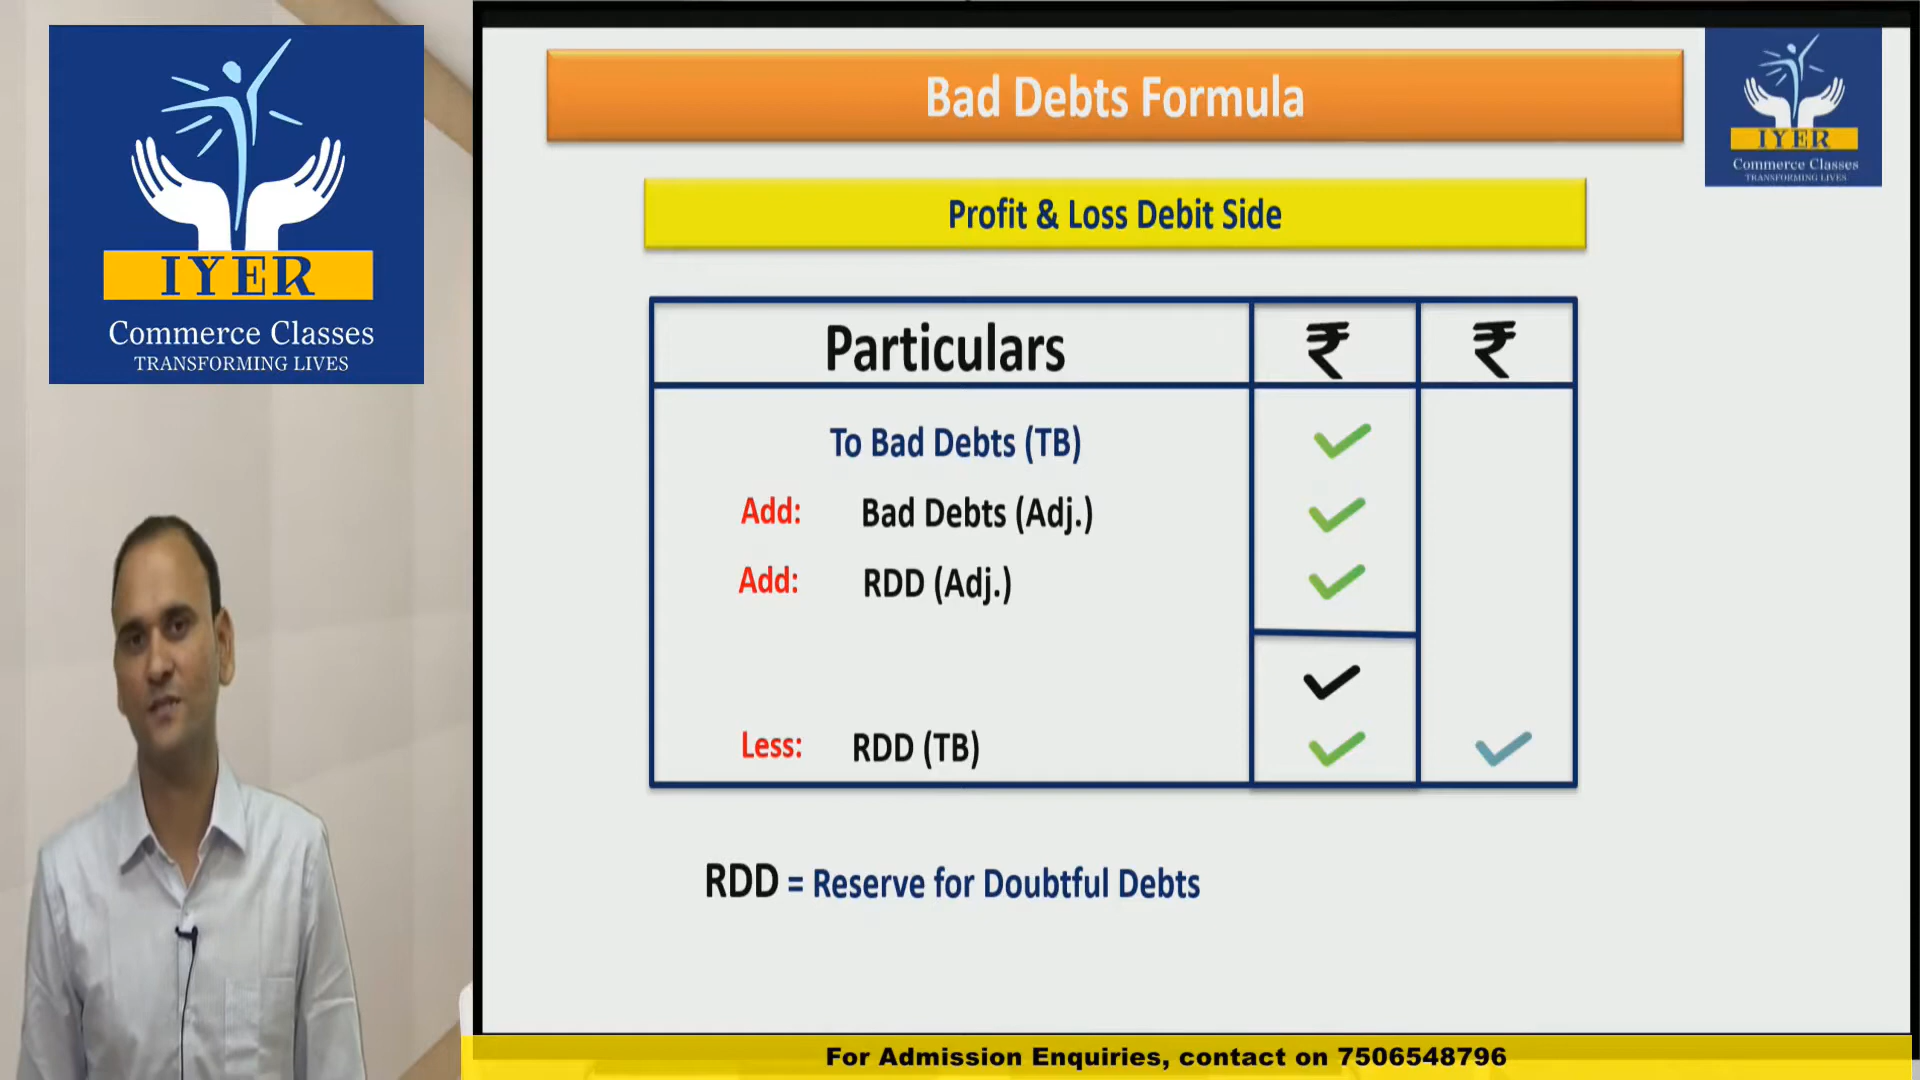 IYER
Commerce Classes
TRANSFORMING LIVES
Bad Debts Formula
IYER
Commerce Classes
TRANSFORMING LIVES
Profit & Loss Debit Side
Particulars ₹ ₹
To Bad Debts (TB)
Add: Bad Debts (Adj.)
Add: RDD (Adj.)
Less: RDD (TB)
RDD = Reserve for Doubtful Debts
For Admission Enquiries, contact on 7506548796